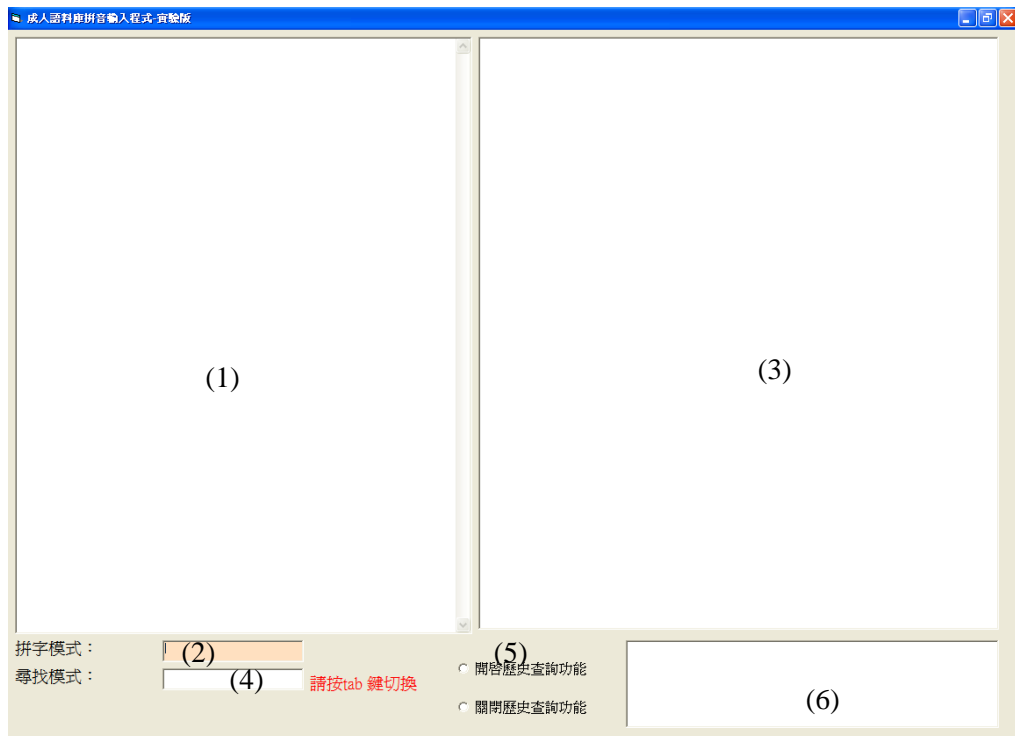 成人語料庫拼音輸入程式-實驗版
(1)
(3)
拼字模式：
(2)
尋找模式：
(4)
請按tab 鍵切換
(5)
開啓歷史查詢功能
關閉歷史查詢功能
(6)